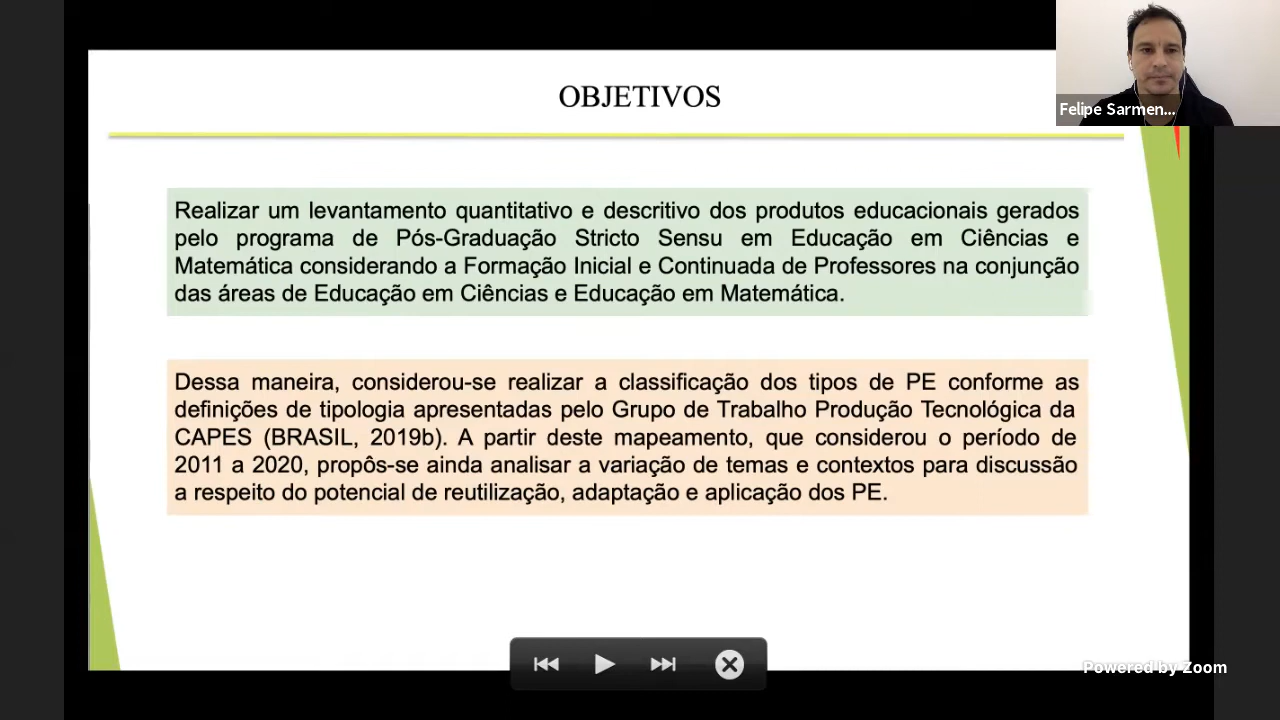 OBJETIVOS
Felipe Sarmen...
Realizar um levantamento quantitativo e descritivo dos produtos educacionais gerados
pelo programa de Pós-Graduação Stricto Sensu em Educação em Ciências e
Matemática considerando a Formação Inicial e Continuada de Professores na conjunção
das áreas de Educação em Ciências e Educação em Matemática.
Dessa maneira, considerou-se realizar a classificação dos tipos de PE conforme as
definições de tipologia apresentadas pelo Grupo de Trabalho Produção Tecnológica da
CAPES (BRASIL, 2019b). A partir deste mapeamento, que considerou o período de
2011 a 2020, propôs-se ainda analisar a variação de temas e contextos para discussão
a respeito do potencial de reutilização, adaptação e aplicação dos PE.
Powered by Zoom